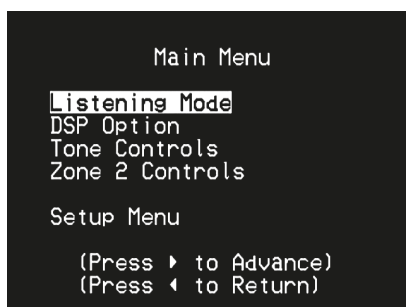 Main Menu
Listening Mode
DSP Option
Tone Controls
Zone 2 Controls
Setup Menu
(Press ▶ to Advance)
(Press ◀ to Return)